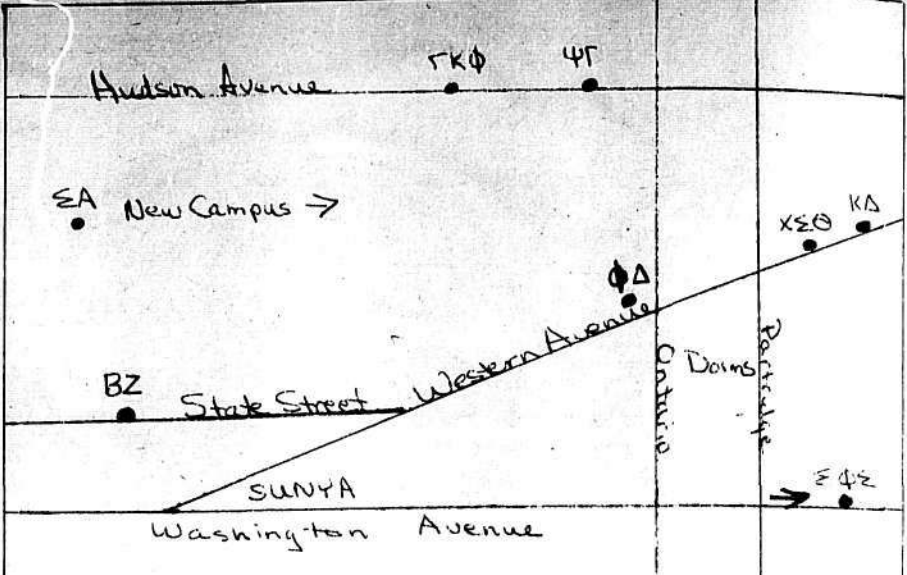 ΓΚΦ ΨΓ
Hudson Avenue
ΣΑ New Campus →
ΧΣΘ ΚΔ
ΦΔ
Western Avenue
Ontario
Dorms
Partridge
ΒΖ
State Street
SUNYA
ΣΦΣ
Washington Avenue